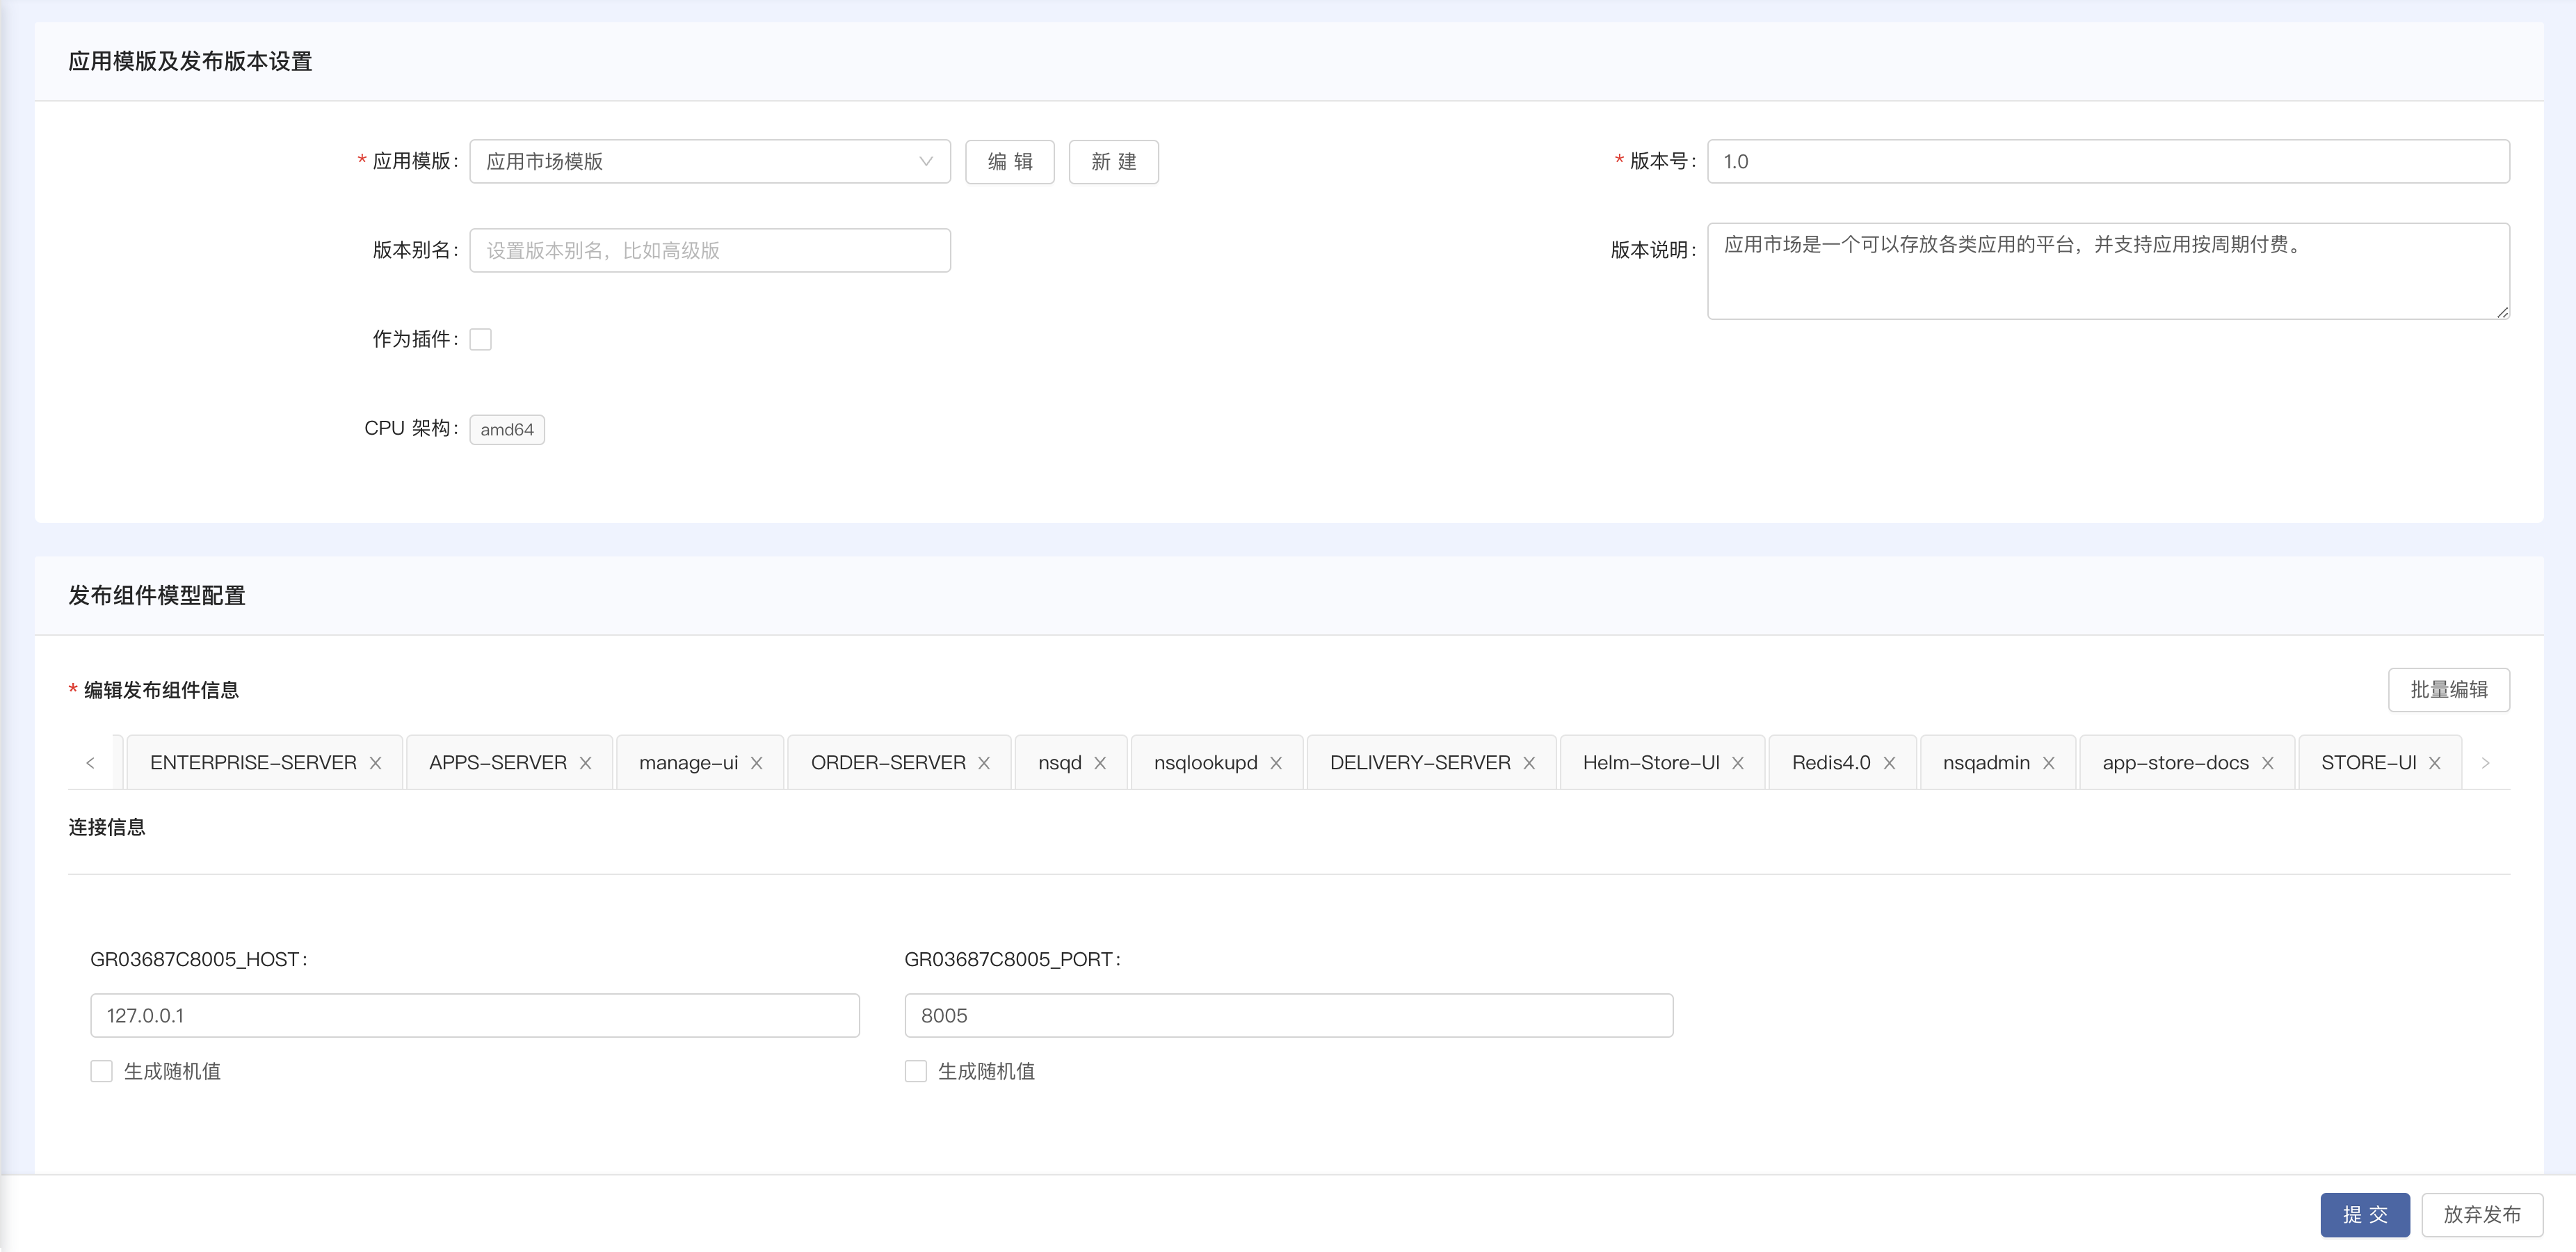 应用模版及发布版本设置
* 应用模版: 应用市场模版 编 辑 新 建 * 版本号: 1.0
版本别名: 设置版本别名，比如高级版 版本说明: 应用市场是一个可以存放各类应用的平台，并支持应用按周期付费。
作为插件:
CPU 架构: amd64
发布组件模型配置
* 编辑发布组件信息 批量编辑
ENTERPRISE-SERVER APPS-SERVER manage-ui ORDER-SERVER nsqd nsqlookupd DELIVERY-SERVER Helm-Store-UI Redis4.0 nsqadmin app-store-docs STORE-UI
连接信息
GR03687C8005_HOST: GR03687C8005_PORT:
127.0.0.1 8005
生成随机值 生成随机值
提 交 放弃发布